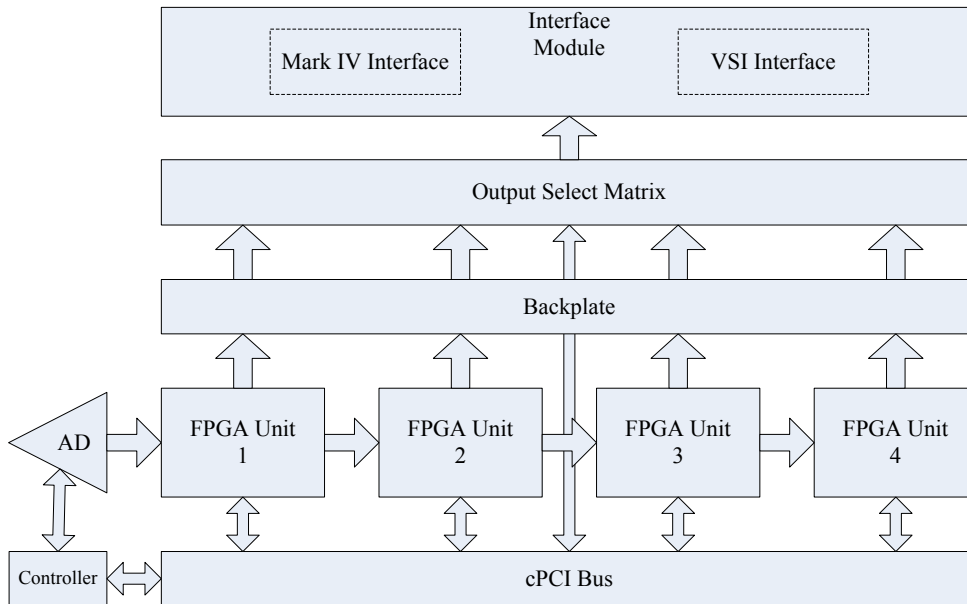 Interface
Module
Mark IV Interface
VSI Interface
Output Select Matrix
Backplate
AD
FPGA Unit
1
FPGA Unit
2
FPGA Unit
3
FPGA Unit
4
Controller
cPCI Bus